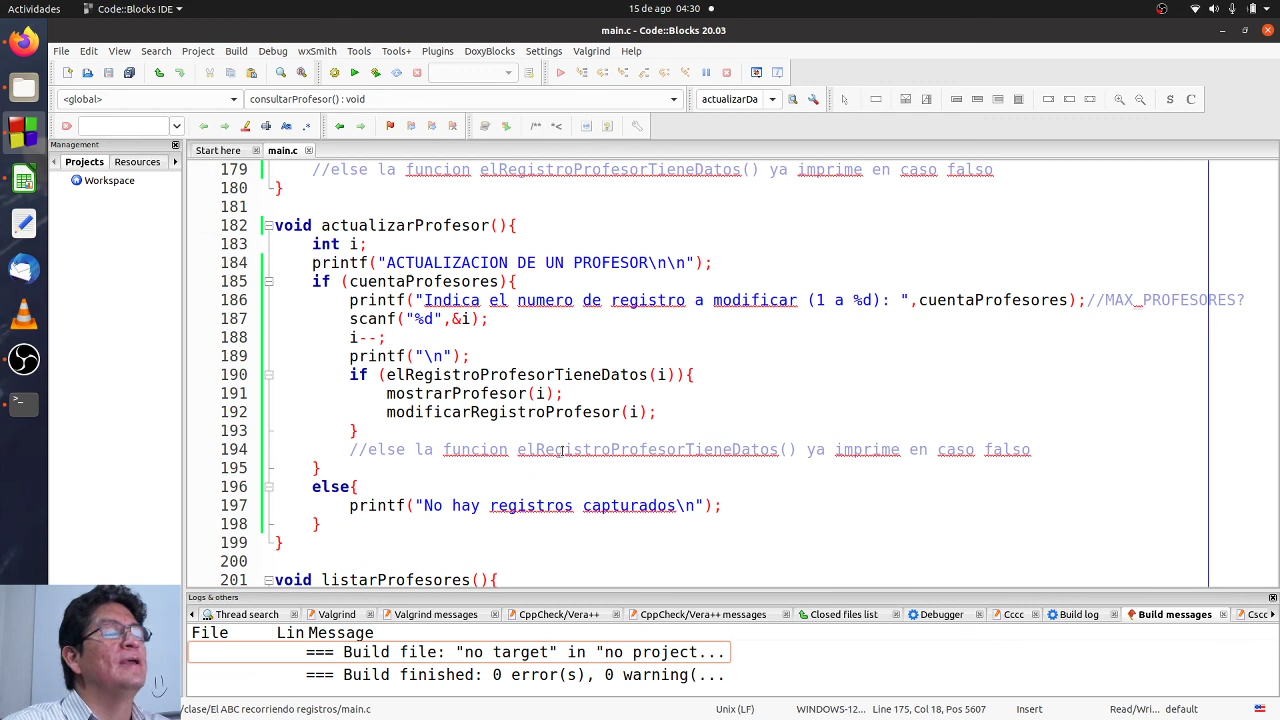 Actividades
Code::Blocks IDE
15 de ago 04:30
main.c - Code::Blocks 20.03
File Edit View Search Project Build Debug wxSmith Tools Tools+ Plugins DoxyBlocks Settings Valgrind Help
<global>
consultarProfesor() : void
actualizarDa
S C
/** *<
Management
Start here
main.c
Projects
Resources
Workspace
179 //else la funcion elRegistroProfesorTieneDatos() ya imprime en caso falso
180 }
181
182 void actualizarProfesor(){
183 int i;
184 printf("ACTUALIZACION DE UN PROFESOR\n\n");
185 if (cuentaProfesores){
186 printf("Indica el numero de registro a modificar (1 a %d): ",cuentaProfesores);//MAX_PROFESORES?
187 scanf("%d",&i);
188 i--;
189 printf("\n");
190 if (elRegistroProfesorTieneDatos(i)){
191 mostrarProfesor(i);
192 modificarRegistroProfesor(i);
193 }
194 //else la funcion elRegistroProfesorTieneDatos() ya imprime en caso falso
195 }
196 else{
197 printf("No hay registros capturados\n");
198 }
199 }
200
201 void listarProfesores(){
Logs & others
Thread search Valgrind Valgrind messages CppCheck/Vera++ CppCheck/Vera++ messages Closed files list Debugger Cccc Build log Build messages Cscc
File Lin Message
=== Build file: "no target" in "no project...
=== Build finished: 0 error(s), 0 warning(...
/clase/El ABC recorriendo registros/main.c
Unix (LF)
WINDOWS-12...
Line 175, Col 18, Pos 5607
Insert
Read/Wri...
default